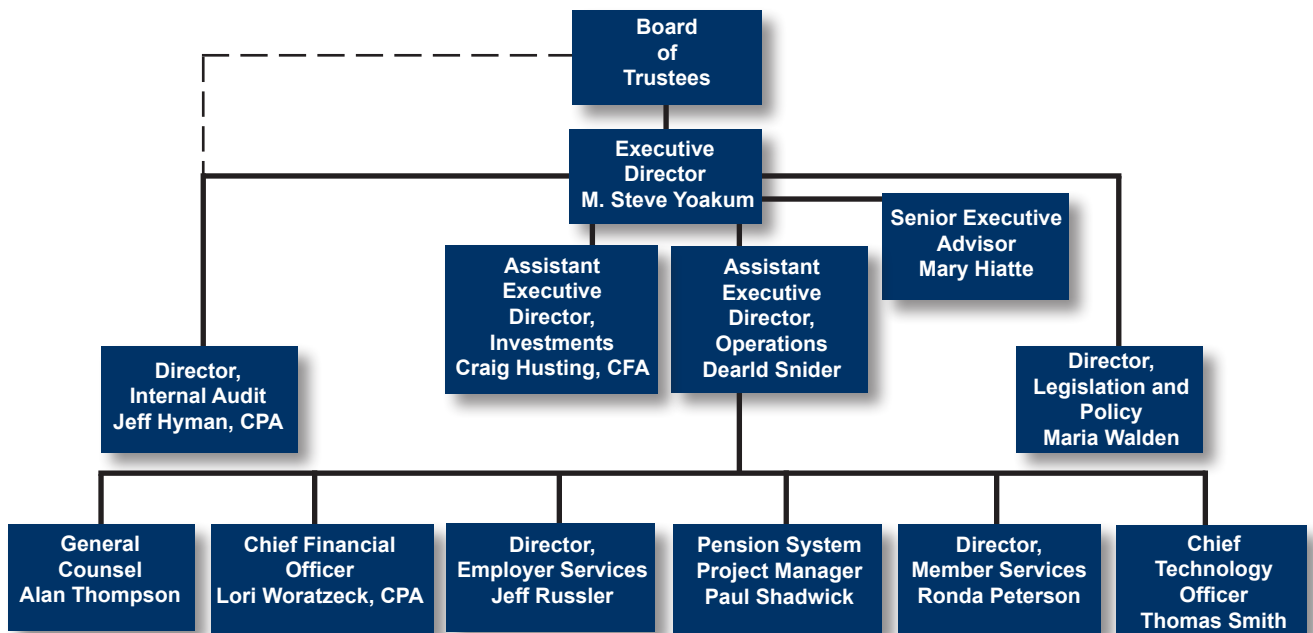 Board
of
Trustees
Executive
Director
M. Steve Yoakum
Senior Executive
Advisor
Mary Hiatte
Assistant
Executive
Director,
Investments
Craig Husting, CFA
Assistant
Executive
Director,
Operations
Dearld Snider
Director,
Internal Audit
Jeff Hyman, CPA
Director,
Legislation and
Policy
Maria Walden
General
Counsel
Alan Thompson
Chief Financial
Officer
Lori Woratzeck, CPA
Director,
Employer Services
Jeff Russler
Pension System
Project Manager
Paul Shadwick
Director,
Member Services
Ronda Peterson
Chief
Technology
Officer
Thomas Smith